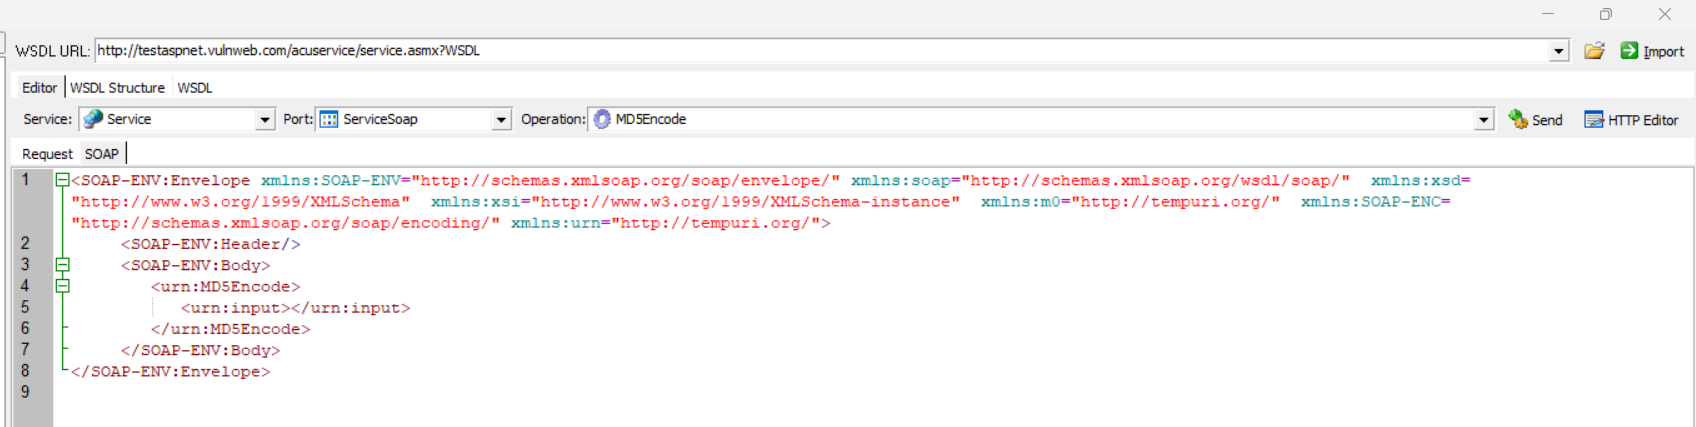 WSDL URL: http://testaspnet.vulnweb.com/acuservice/service.asmx?WSDL Import
Editor WSDL Structure WSDL
Service: Service Port: ServiceSoap Operation: MD5Encode Send HTTP Editor
Request SOAP
1 <SOAP-ENV:Envelope xmlns:SOAP-ENV="http://schemas.xmlsoap.org/soap/envelope/" xmlns:soap="http://schemas.xmlsoap.org/wsdl/soap/" xmlns:xsd=
"http://www.w3.org/1999/XMLSchema" xmlns:xsi="http://www.w3.org/1999/XMLSchema-instance" xmlns:m0="http://tempuri.org/" xmlns:SOAP-ENC=
"http://schemas.xmlsoap.org/soap/encoding/" xmlns:urn="http://tempuri.org/">
2 <SOAP-ENV:Header/>
3 <SOAP-ENV:Body>
4 <urn:MD5Encode>
5 <urn:input></urn:input>
6 </urn:MD5Encode>
7 </SOAP-ENV:Body>
8 </SOAP-ENV:Envelope>
9